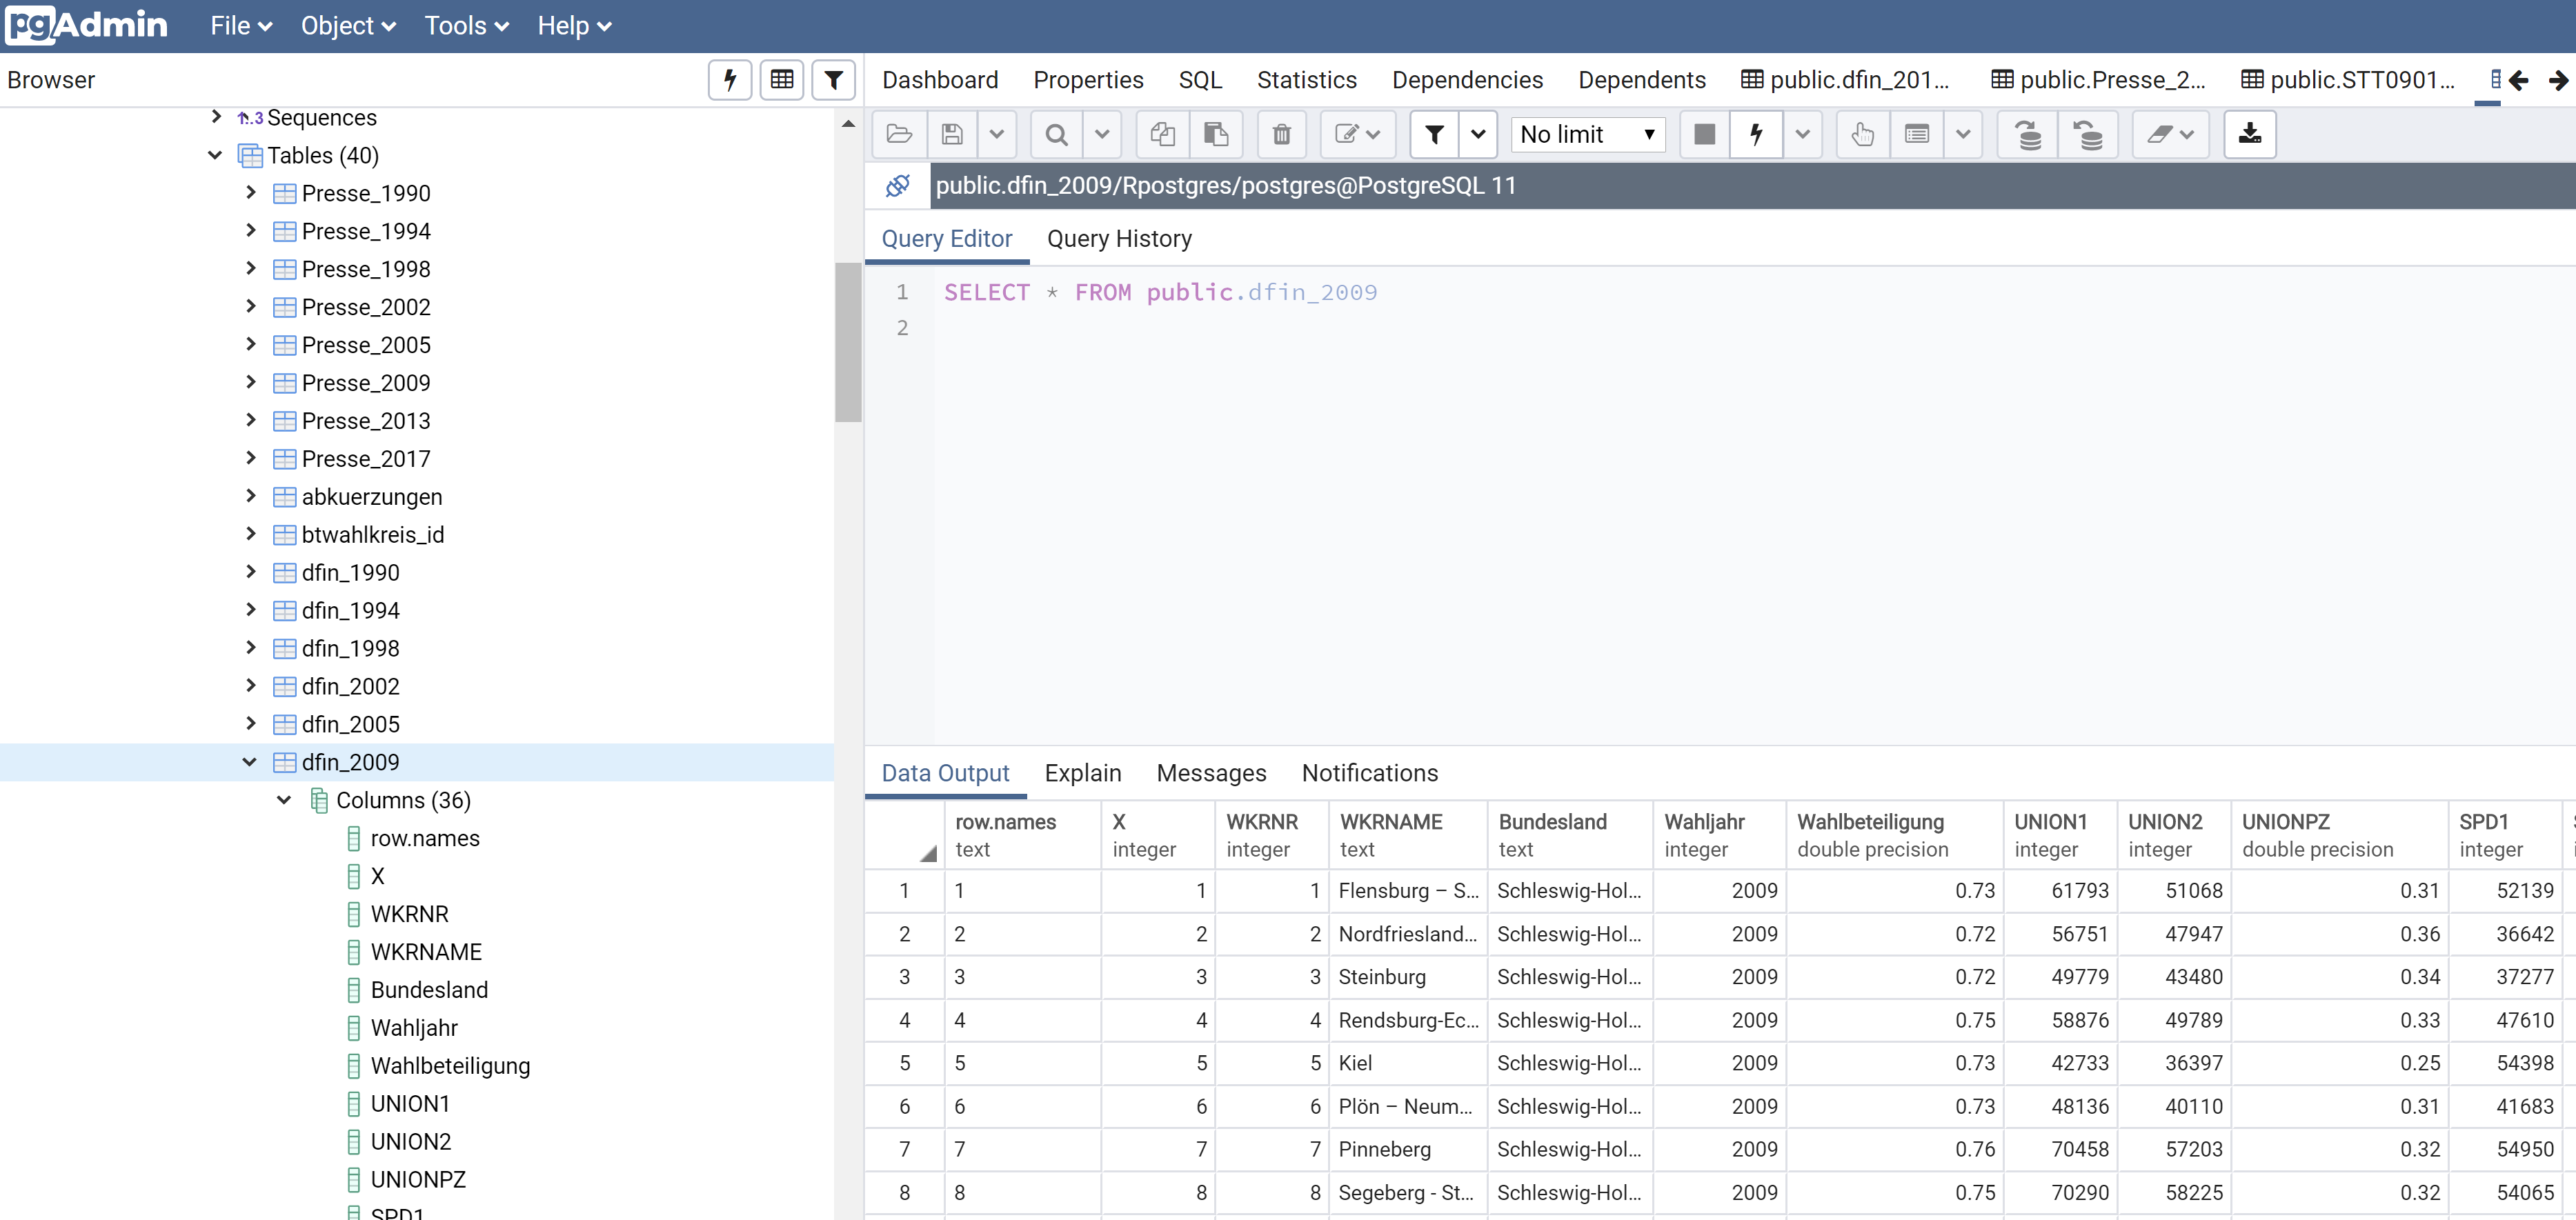 pgAdmin File Object Tools Help
Browser
Sequences
Tables (40)
Presse_1990
Presse_1994
Presse_1998
Presse_2002
Presse_2005
Presse_2009
Presse_2013
Presse_2017
abkuerzungen
btwahlkreis_id
dfin_1990
dfin_1994
dfin_1998
dfin_2002
dfin_2005
dfin_2009
Columns (36)
row.names
X
WKRNR
WKRNAME
Bundesland
Wahljahr
Wahlbeteiligung
UNION1
UNION2
UNIONPZ
SPD1
Dashboard Properties SQL Statistics Dependencies Dependents public.dfin_201... public.Presse_2... public.STT0901...
No limit
public.dfin_2009/Rpostgres/postgres@PostgreSQL 11
Query Editor Query History
1 SELECT * FROM public.dfin_2009
2
Data Output Explain Messages Notifications
row.names X WKRNR WKRNAME Bundesland Wahljahr Wahlbeteiligung UNION1 UNION2 UNIONPZ SPD1
text integer integer text text integer double precision integer integer double precision integer
1 1 1 1 Flensburg – S... Schleswig-Hol... 2009 0.73 61793 51068 0.31 52139
2 2 2 2 Nordfriesland... Schleswig-Hol... 2009 0.72 56751 47947 0.36 36642
3 3 3 3 Steinburg Schleswig-Hol... 2009 0.72 49779 43480 0.34 37277
4 4 4 4 Rendsburg-Ec... Schleswig-Hol... 2009 0.75 58876 49789 0.33 47610
5 5 5 5 Kiel Schleswig-Hol... 2009 0.73 42733 36397 0.25 54398
6 6 6 6 Plön – Neum... Schleswig-Hol... 2009 0.73 48136 40110 0.31 41683
7 7 7 7 Pinneberg Schleswig-Hol... 2009 0.76 70458 57203 0.32 54950
8 8 8 8 Segeberg - St... Schleswig-Hol... 2009 0.75 70290 58225 0.32 54065